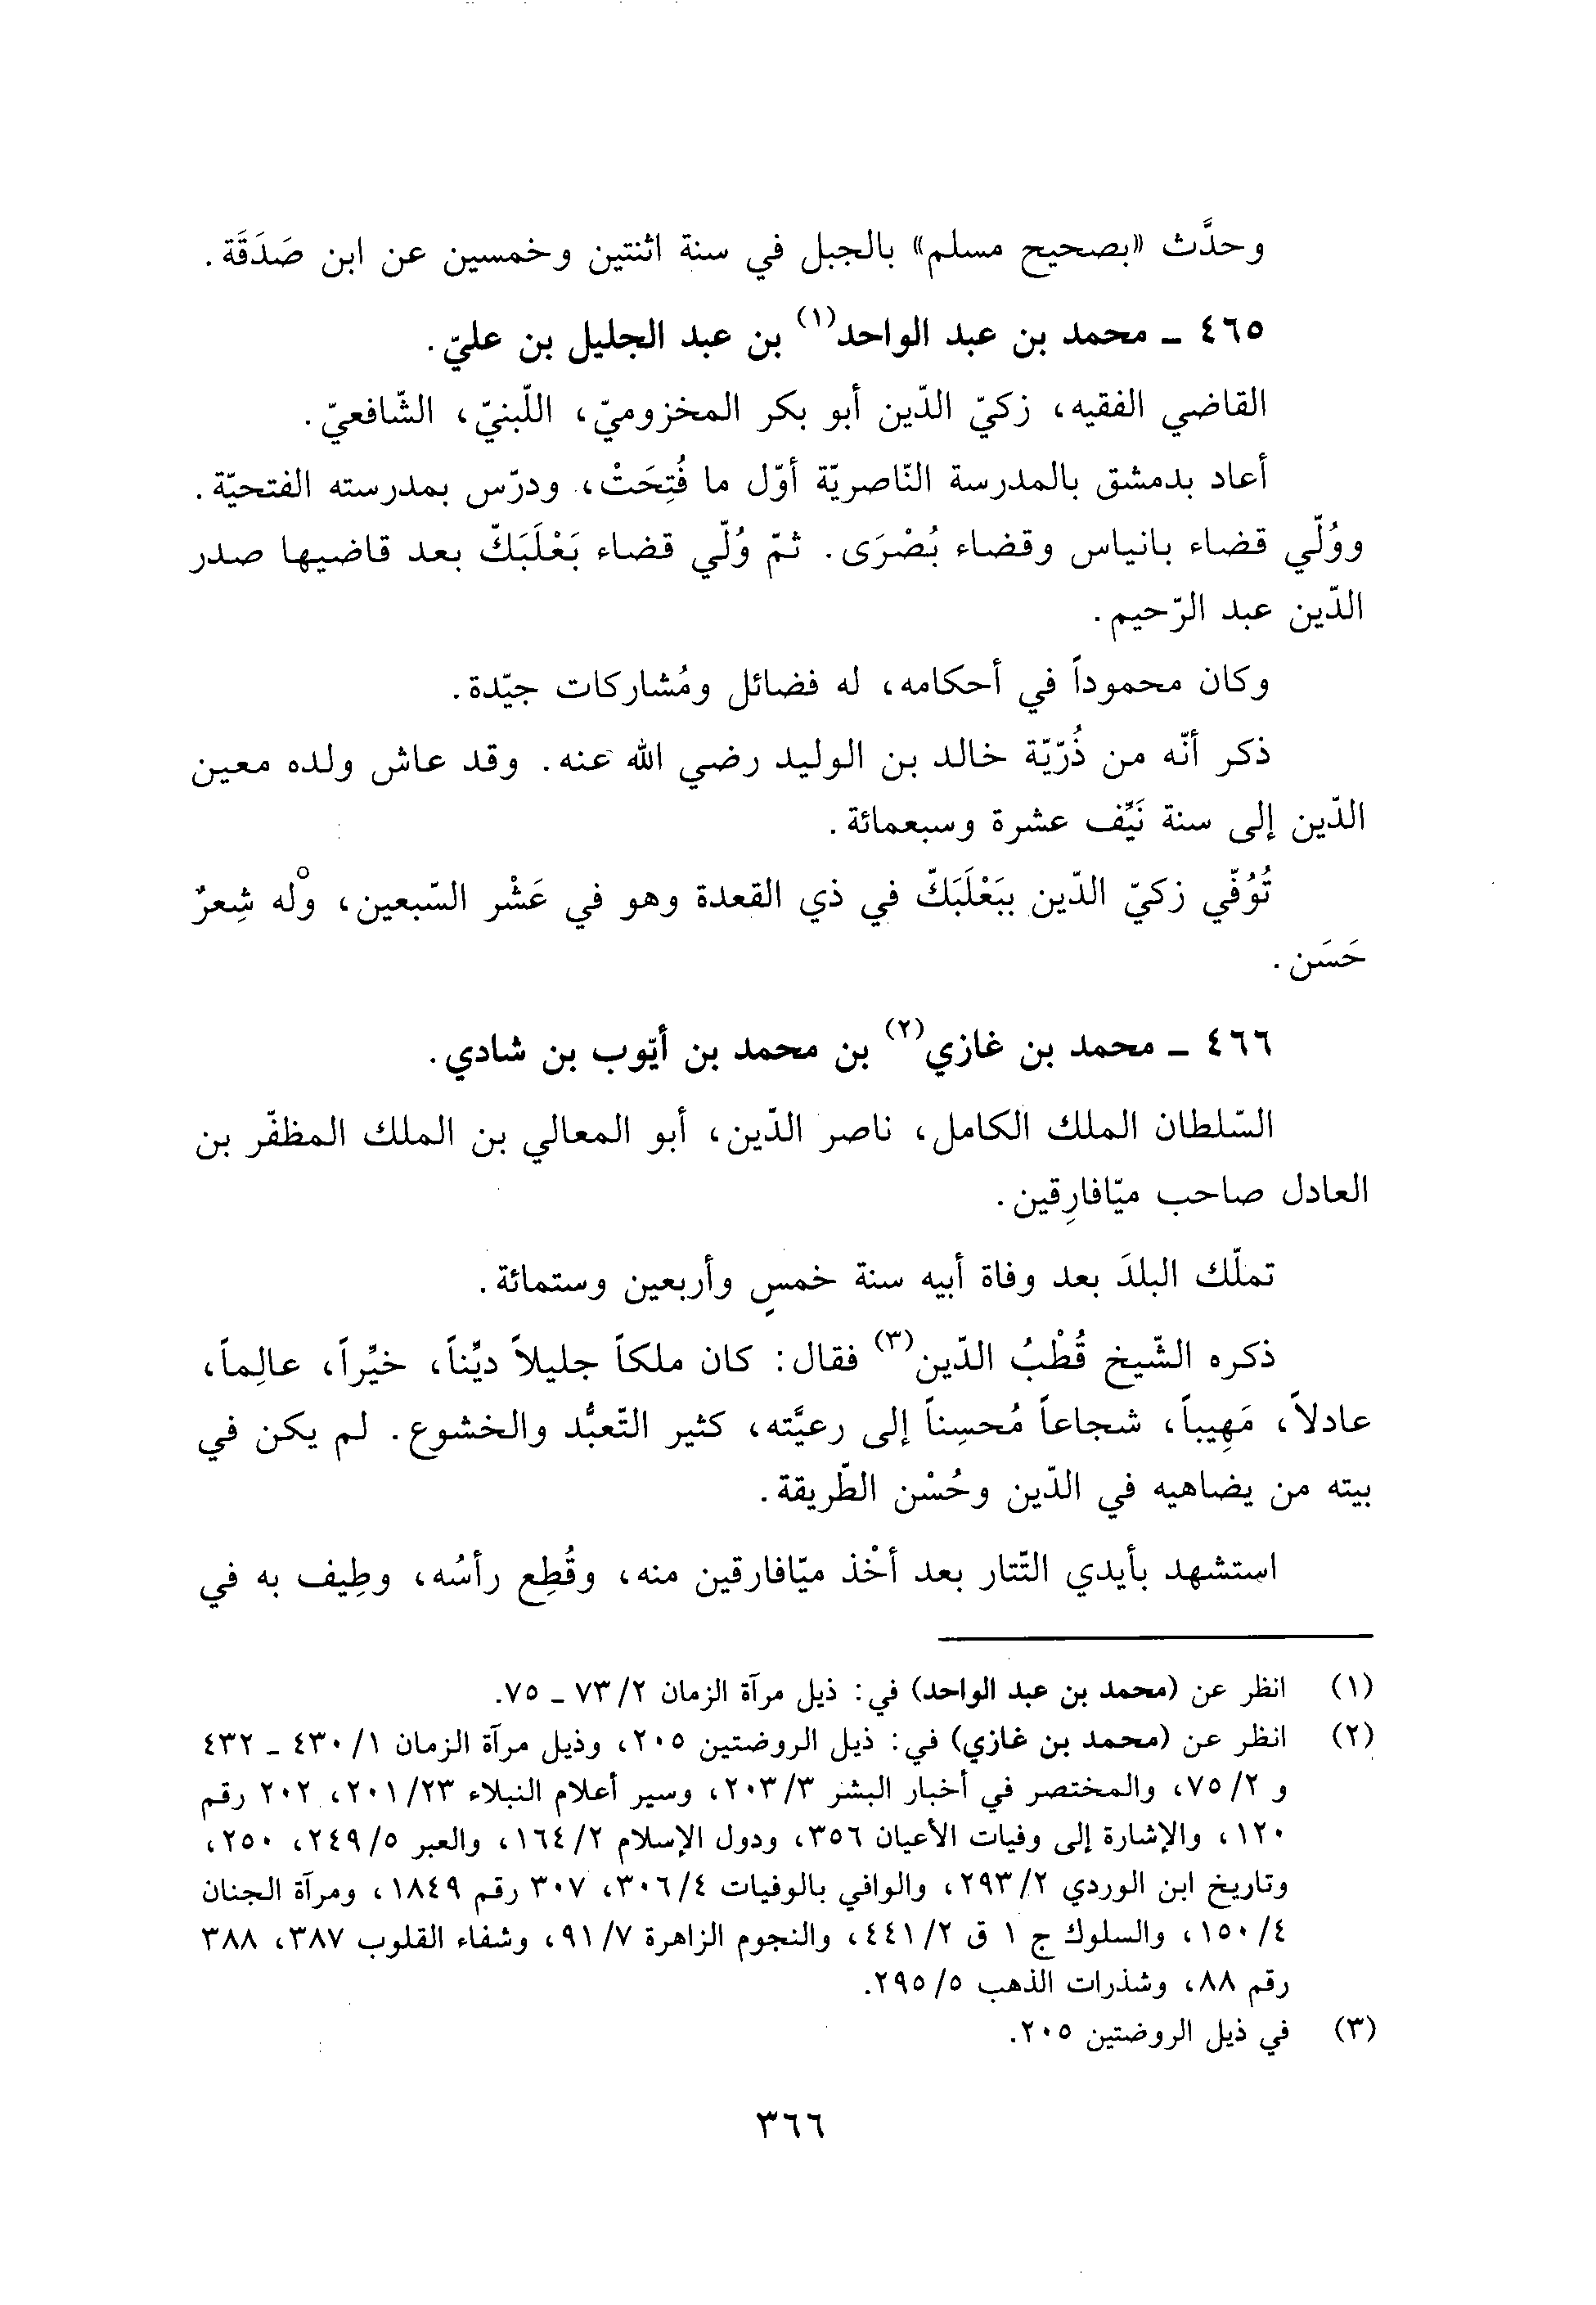 وحدَّث «بصحيح مسلم» بالجبل في سنة اثنتين وخمسين عن ابن صَدَقَة.
٤٦٥ ـ محمد بن عبد الواحد(١) بن عبد الجليل بن عليّ.
القاضي الفقيه، زكيّ الدّين أبو بكر المخزوميّ، اللّبنيّ، الشّافعيّ.
أعاد بدمشق بالمدرسة النّاصريّة أوّل ما فُتِحَتْ، ودرّس بمدرسته الفتحيّة.
ووُلّي قضاء بانياس وقضاء بُصْرَى. ثمّ وُلّي قضاء بَعْلَبَكّ بعد قاضيها صدر
الدّين عبد الرّحيم.
وكان محموداً في أحكامه، له فضائل ومُشاركات جيّدة.
ذكر أنّه من ذُرّيّة خالد بن الوليد رضي الله عنه. وقد عاش ولده معين
الدّين إلى سنة نَيِّف عشرة وسبعمائة.
تُوُفّي زكيّ الدّين ببَعْلَبَكّ في ذي القعدة وهو في عَشْر السّبعين، وْله شِعرٌ
حَسَن.
٤٦٦ ـ محمد بن غازي(٢) بن محمد بن أيّوب بن شادي.
السّلطان الملك الكامل، ناصر الدّين، أبو المعالي بن الملك المظفّر بن
العادل صاحب ميّافارِقين.
تملّك البلدَ بعد وفاة أبيه سنة خمسٍ وأربعين وستمائة.
ذكره الشّيخ قُطْبُ الدّين(٣) فقال: كان ملكاً جليلاً ديِّناً، خيِّراً، عالِماً،
عادلاً، مَهِيباً، شجاعاً مُحسِناً إلى رعيَّته، كثير التّعبُّد والخشوع. لم يكن في
بيته من يضاهيه في الدّين وحُسْن الطّريقة.
استشهد بأيدي التّتار بعد أخْذ ميّافارقين منه، وقُطِع رأسُه، وطِيف به في
(١) انظر عن (محمد بن عبد الواحد) في: ذيل مرآة الزمان ٢/ ٧٣ ـ ٧٥.
(٢) انظر عن (محمد بن غازي) في: ذيل الروضتين ٢٠٥، وذيل مرآة الزمان ١/ ٤٣٠ ـ ٤٣٢
و ٢/ ٧٥، والمختصر في أخبار البشر ٣/ ٢٠٣، وسير أعلام النبلاء ٢٣/ ٢٠١، ٢٠٢ رقم
١٢٠، والإشارة إلى وفيات الأعيان ٣٥٦، ودول الإسلام ٢/ ١٦٤، والعبر ٥/ ٢٤٩، ٢٥٠،
وتاريخ ابن الوردي ٢/ ٢٩٣، والوافي بالوفيات ٤/ ٣٠٦، ٣٠٧ رقم ١٨٤٩، ومرآة الجنان
٤/ ١٥٠، والسلوك ج ١ ق ٢/ ٤٤١، والنجوم الزاهرة ٧/ ٩١، وشفاء القلوب ٣٨٧، ٣٨٨
رقم ٨٨، وشذرات الذهب ٥/ ٢٩٥.
(٣) في ذيل الروضتين ٢٠٥.
٣٦٦